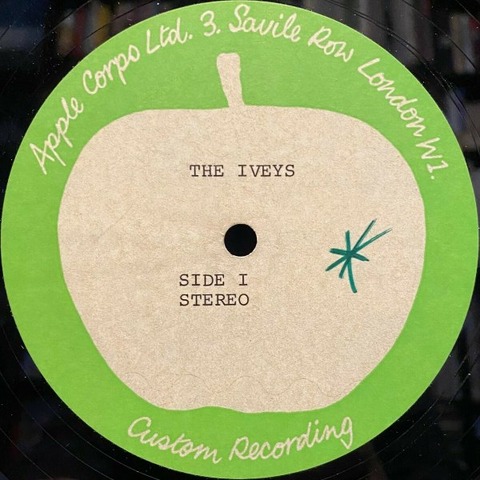 Apple Corps Ltd. 3. Savile Row London W1.
THE IVEYS
SIDE I
STEREO
Custom Recording